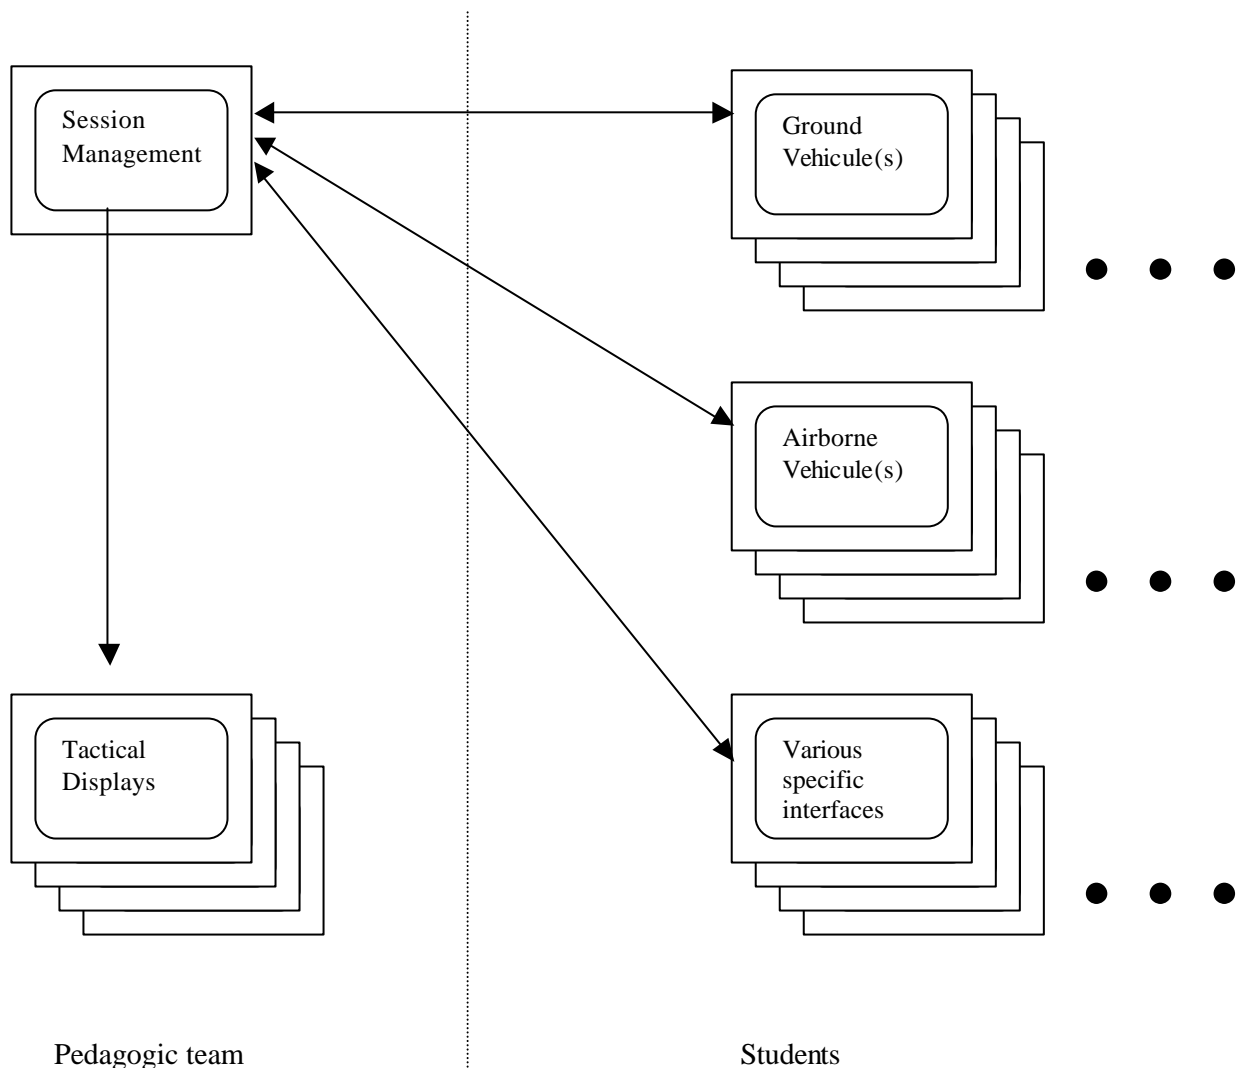 Session
Management
Ground
Vehicule(s)
Airborne
Vehicule(s)
Tactical
Displays
Various
specific
interfaces
Pedagogic team
Students